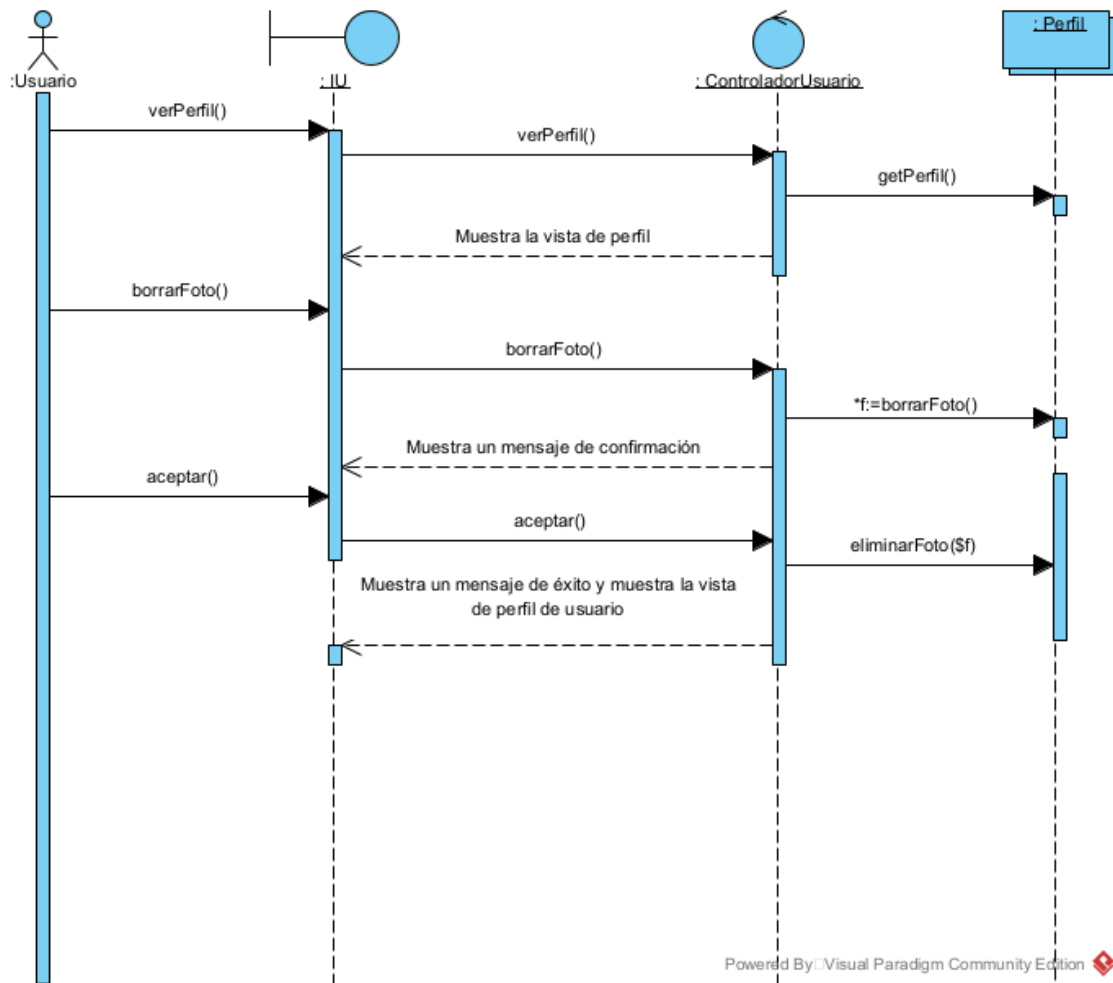 : Perfil
:Usuario
: IU
: ControladorUsuario
verPerfil()
verPerfil()
getPerfil()
Muestra la vista de perfil
borrarFoto()
borrarFoto()
*f:=borrarFoto()
Muestra un mensaje de confirmación
aceptar()
aceptar()
eliminarFoto($f)
Muestra un mensaje de éxito y muestra la vista
de perfil de usuario
Powered By Visual Paradigm Community Edition